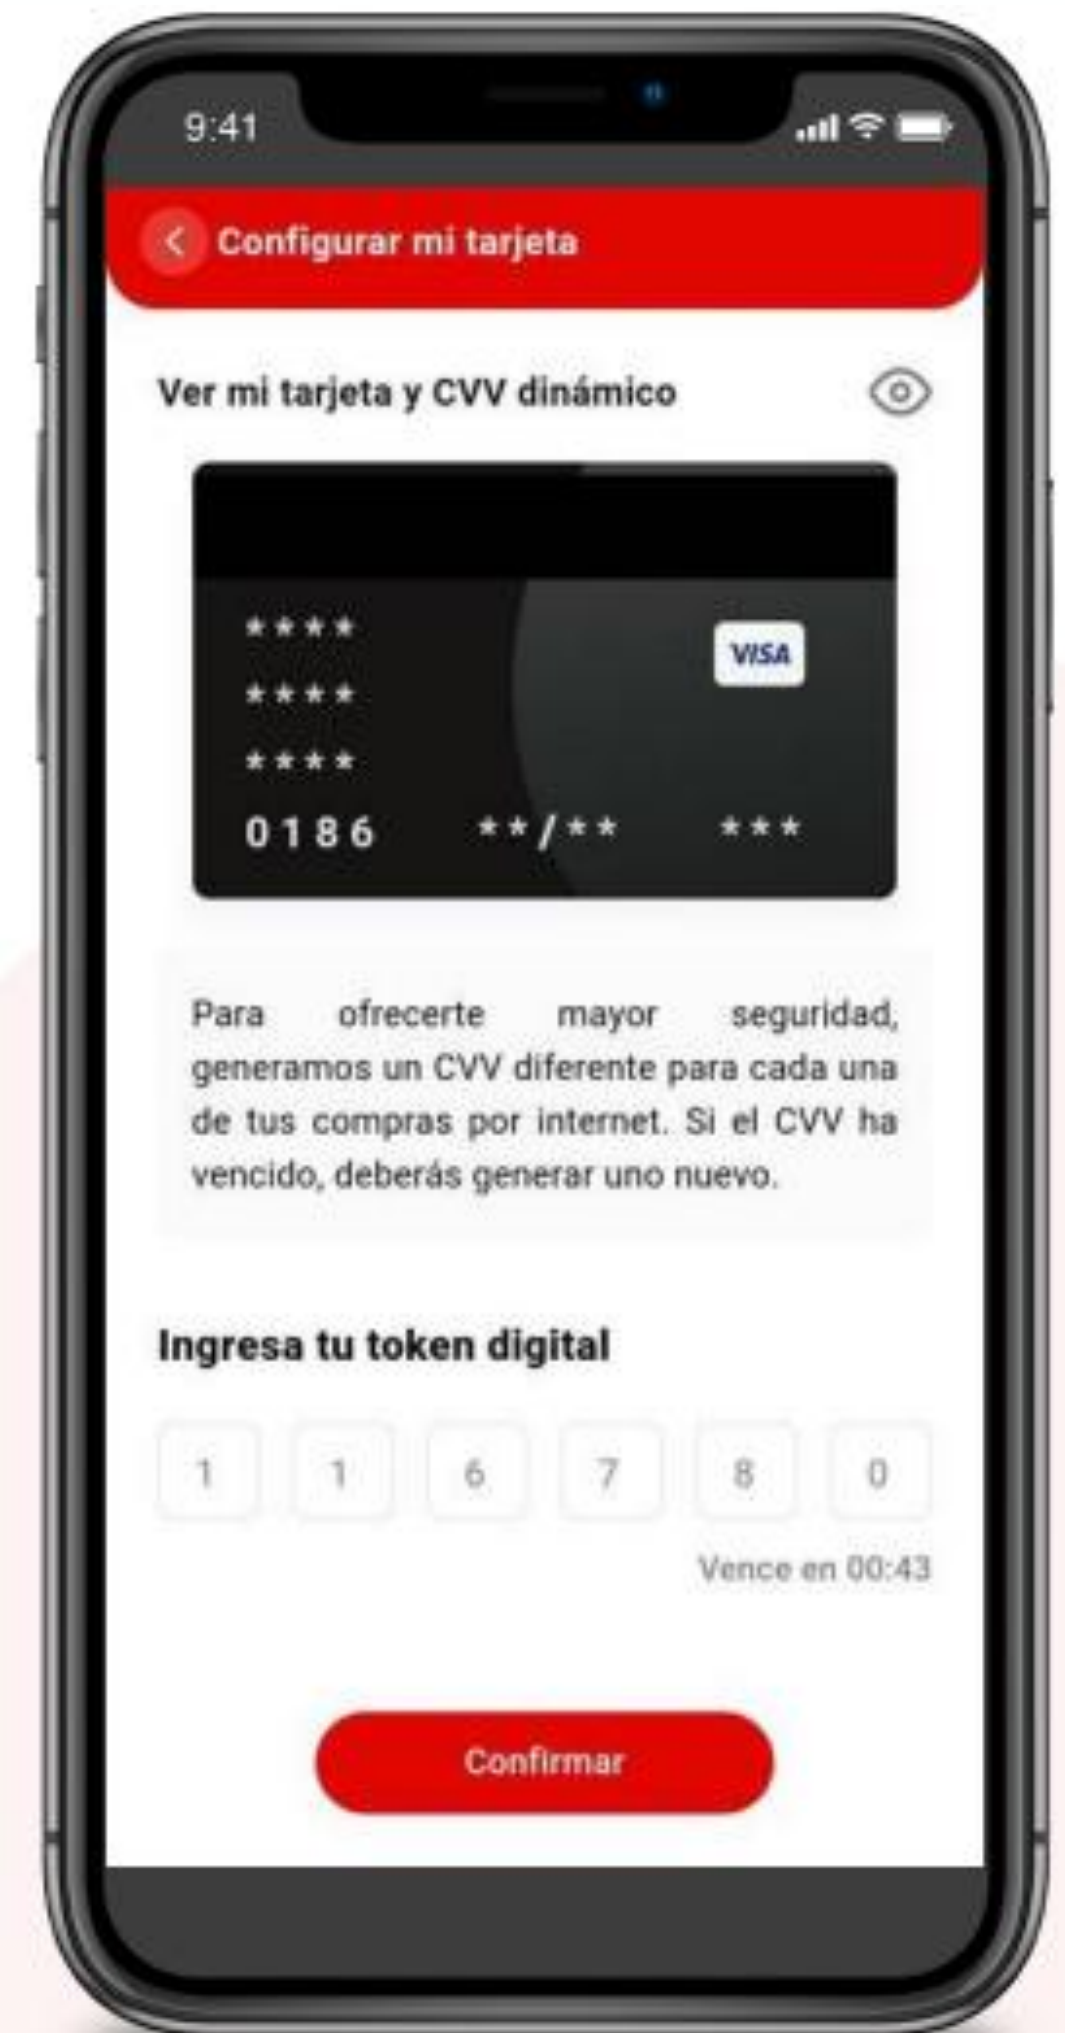 9:41
Configurar mi tarjeta
Ver mi tarjeta y CVV dinámico
****
VISA
****
****
0186 **/** ***
Para ofrecerte mayor seguridad,
generamos un CVV diferente para cada una
de tus compras por internet. Si el CVV ha
vencido, deberás generar uno nuevo.
Ingresa tu token digital
1 1 6 7 8 0
Vence en 00:43
Confirmar